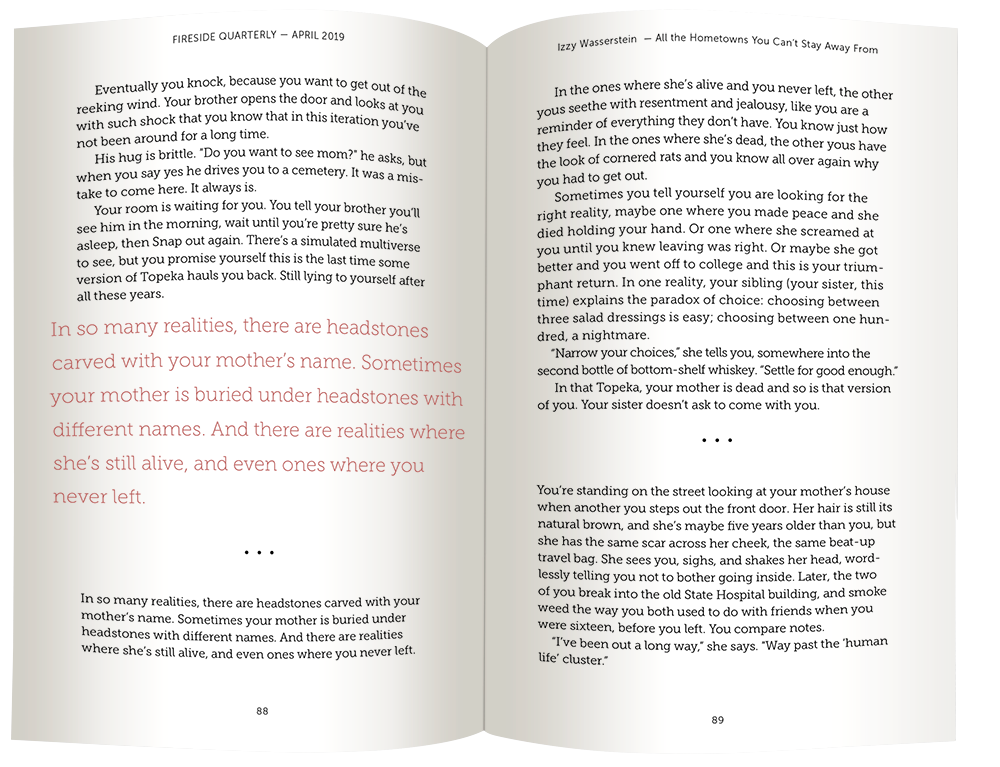 FIRESIDE QUARTERLY — APRIL 2019
Eventually you knock, because you want to get out of the
reeking wind. Your brother opens the door and looks at you
with such shock that you know that in this iteration you’ve
not been around for a long time.
His hug is brittle. “Do you want to see mom?” he asks, but
when you say yes he drives you to a cemetery. It was a mis-
take to come here. It always is.
Your room is waiting for you. You tell your brother you’ll
see him in the morning, wait until you’re pretty sure he’s
asleep, then Snap out again. There’s a simulated multiverse
to see, but you promise yourself this is the last time some
version of Topeka hauls you back. Still lying to yourself after
all these years.
In so many realities, there are headstones
carved with your mother’s name. Sometimes
your mother is buried under headstones with
different names. And there are realities where
she’s still alive, and even ones where you
never left.
• • •
In so many realities, there are headstones carved with your
mother’s name. Sometimes your mother is buried under
headstones with different names. And there are realities
where she’s still alive, and even ones where you never left.
88
Izzy Wasserstein — All the Hometowns You Can’t Stay Away From
In the ones where she’s alive and you never left, the other
yous seethe with resentment and jealousy, like you are a
reminder of everything they don’t have. You know just how
they feel. In the ones where she’s dead, the other yous have
the look of cornered rats and you know all over again why
you had to get out.
Sometimes you tell yourself you are looking for the
right reality, maybe one where you made peace and she
died holding your hand. Or one where she screamed at
you until you knew leaving was right. Or maybe she got
better and you went off to college and this is your trium-
phant return. In one reality, your sibling (your sister, this
time) explains the paradox of choice: choosing between
three salad dressings is easy; choosing between one hun-
dred, a nightmare.
“Narrow your choices,” she tells you, somewhere into the
second bottle of bottom-shelf whiskey. “Settle for good enough.”
In that Topeka, your mother is dead and so is that version
of you. Your sister doesn’t ask to come with you.
• • •
You’re standing on the street looking at your mother’s house
when another you steps out the front door. Her hair is still its
natural brown, and she’s maybe five years older than you, but
she has the same scar across her cheek, the same beat-up
travel bag. She sees you, sighs, and shakes her head, word-
lessly telling you not to bother going inside. Later, the two
of you break into the old State Hospital building, and smoke
weed the way you both used to do with friends when you
were sixteen, before you left. You compare notes.
“I’ve been out a long way,” she says. “Way past the ‘human
life’ cluster.”
89